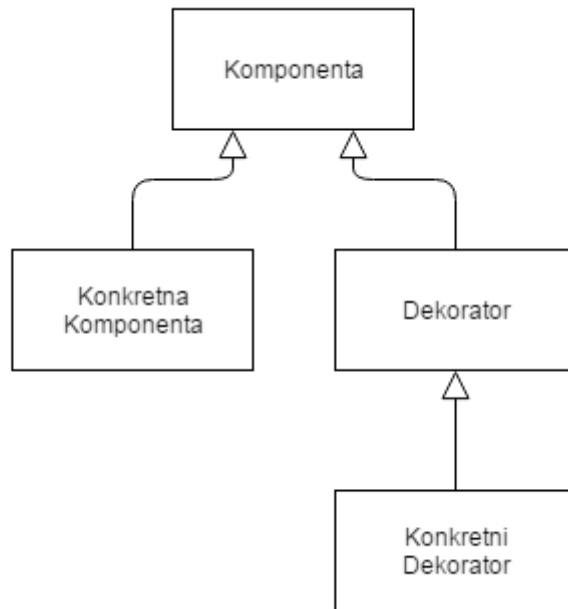 Komponenta
Konkretna
Komponenta
Dekorator
Konkretni
Dekorator